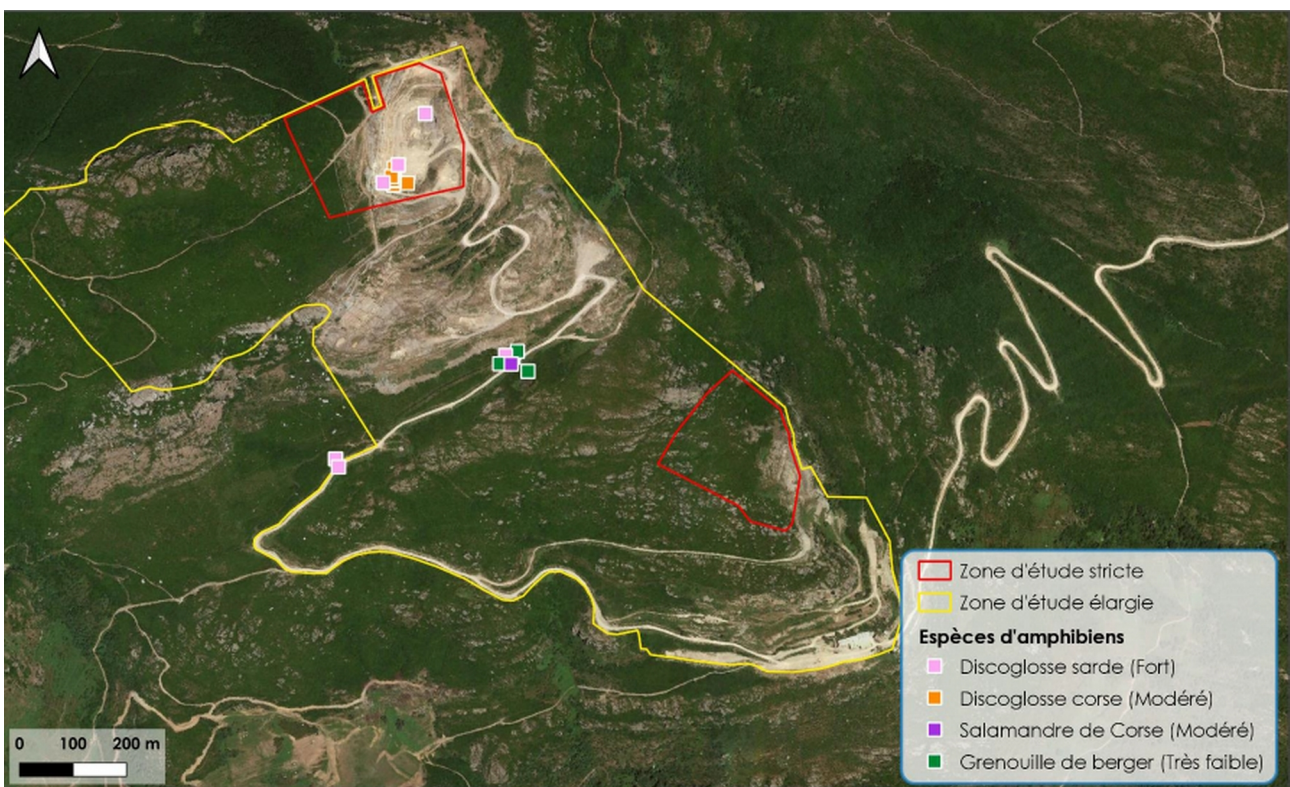 Zone d'étude stricte
Zone d'étude élargie
Espèces d'amphibiens
Discoglosse sarde (Fort)
Discoglosse corse (Modéré)
Salamandre de Corse (Modéré)
Grenouille de berger (Très faible)
0 100 200 m